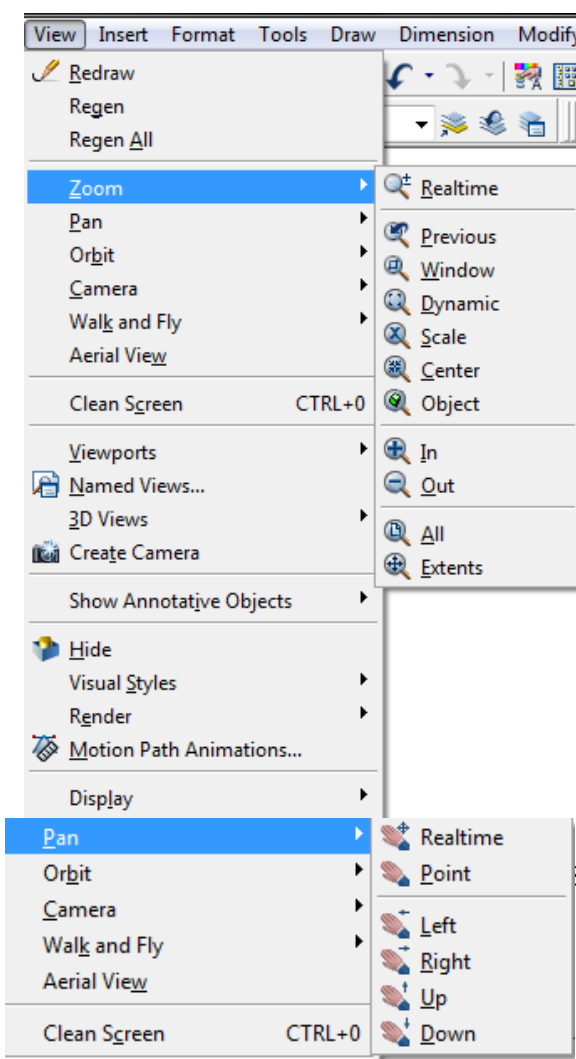 View Insert Format Tools Draw Dimension Modify
Redraw
Regen
Regen All
Zoom
Pan
Orbit
Camera
Walk and Fly
Aerial View
Clean Screen CTRL+0
Viewports
Named Views...
3D Views
Create Camera
Show Annotative Objects
Hide
Visual Styles
Render
Motion Path Animations...
Display
Realtime
Previous
Window
Dynamic
Scale
Center
Object
In
Out
All
Extents
Pan
Orbit
Camera
Walk and Fly
Aerial View
Clean Screen CTRL+0
Realtime
Point
Left
Right
Up
Down